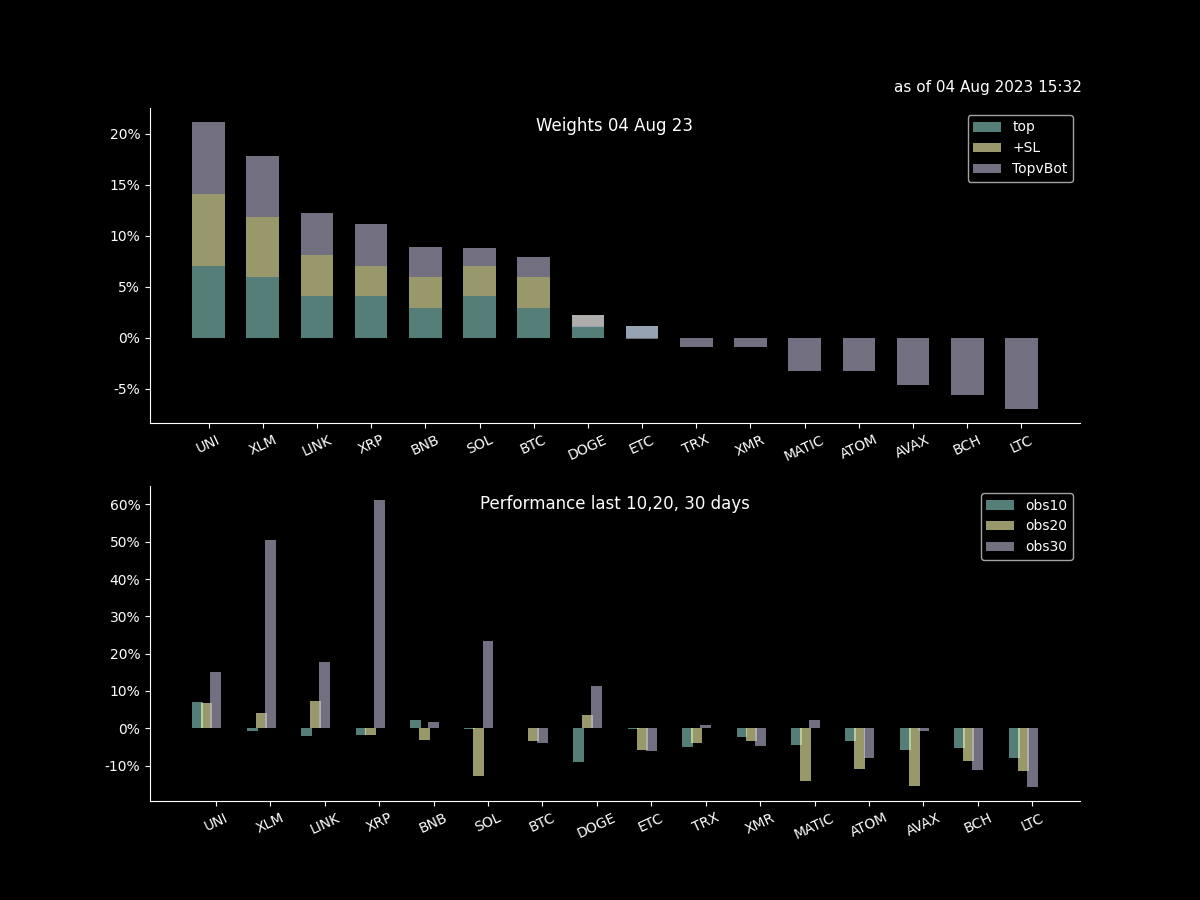 as of 04 Aug 2023 15:32
Weights 04 Aug 23
top
+SL
TopvBot
20%
15%
10%
5%
0%
-5%
UNI XLM LINK XRP BNB SOL BTC DOGE ETC TRX XMR MATIC ATOM AVAX BCH LTC
Performance last 10,20, 30 days
obs10
obs20
obs30
60%
50%
40%
30%
20%
10%
0%
-10%
UNI XLM LINK XRP BNB SOL BTC DOGE ETC TRX XMR MATIC ATOM AVAX BCH LTC